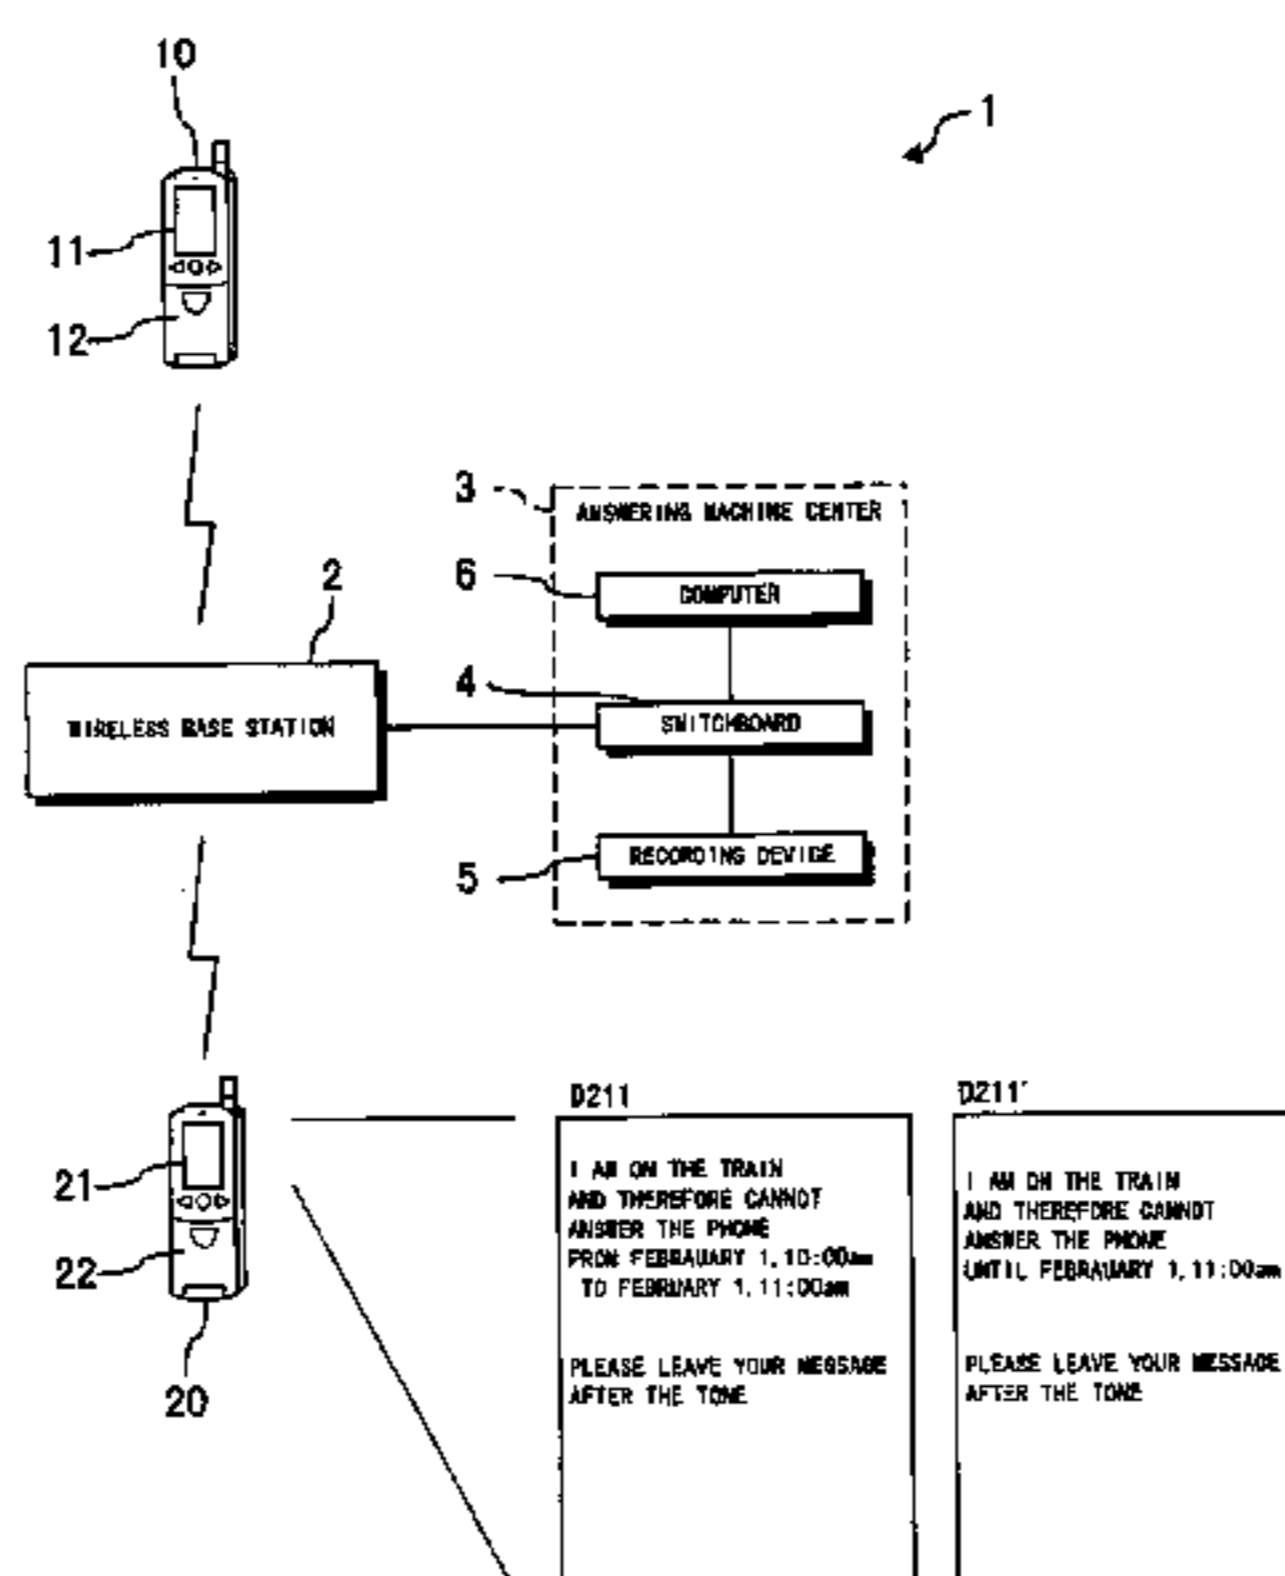 10
1
11
12
3
ANSWERING MACHINE CENTER
6
COMPUTER
2
4
SWITCHBOARD
WIRELESS BASE STATION
5
RECORDING DEVICE
D211
I AM ON THE TRAIN
AND THEREFORE CANNOT
ANSWER THE PHONE
FROM FEBRAUARY 1, 10:00am
TO FEBRUARY 1, 11:00am
PLEASE LEAVE YOUR MESSAGE
AFTER THE TONE
D211'
I AM ON THE TRAIN
AND THEREFORE CANNOT
ANSWER THE PHONE
UNTIL FEBRAUARY 1, 11:00am
PLEASE LEAVE YOUR MESSAGE
AFTER THE TONE
21
22
20